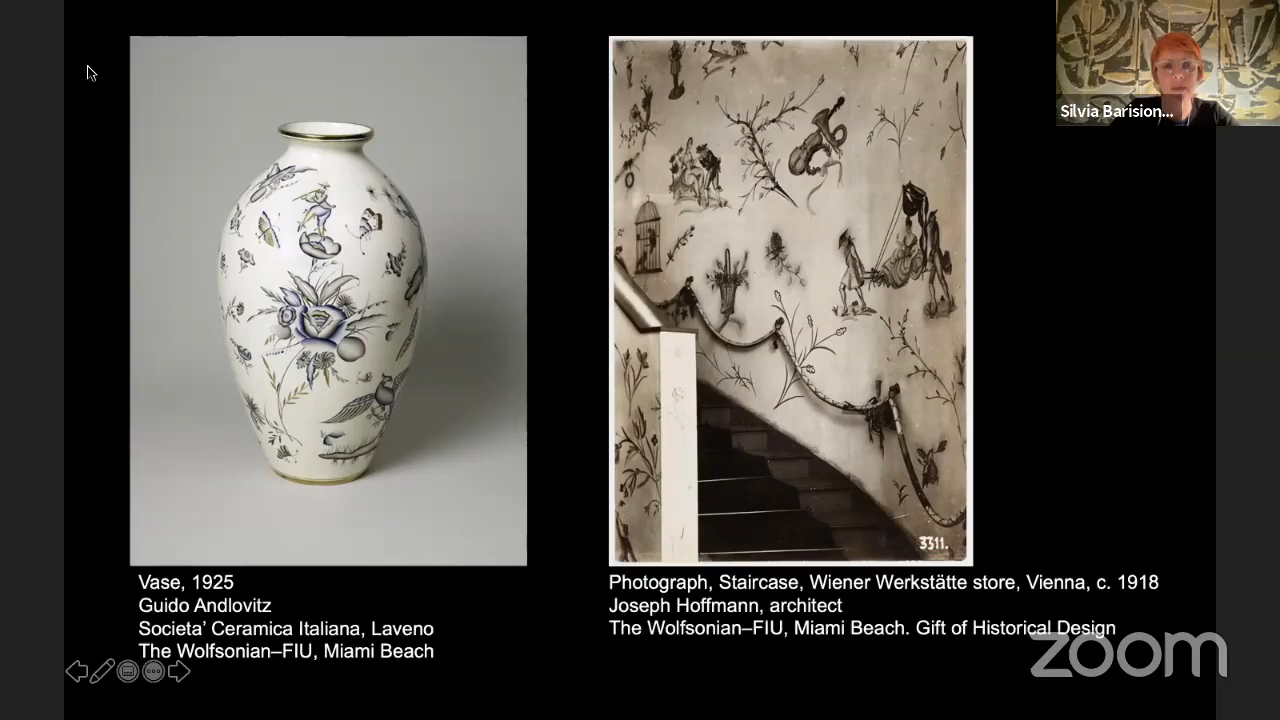 Silvia Barision...
3311.
Vase, 1925
Guido Andlovitz
Societa' Ceramica Italiana, Laveno
The Wolfsonian–FIU, Miami Beach
Photograph, Staircase, Wiener Werkstätte store, Vienna, c. 1918
Joseph Hoffmann, architect
The Wolfsonian–FIU, Miami Beach. Gift of Historical Design
zoom